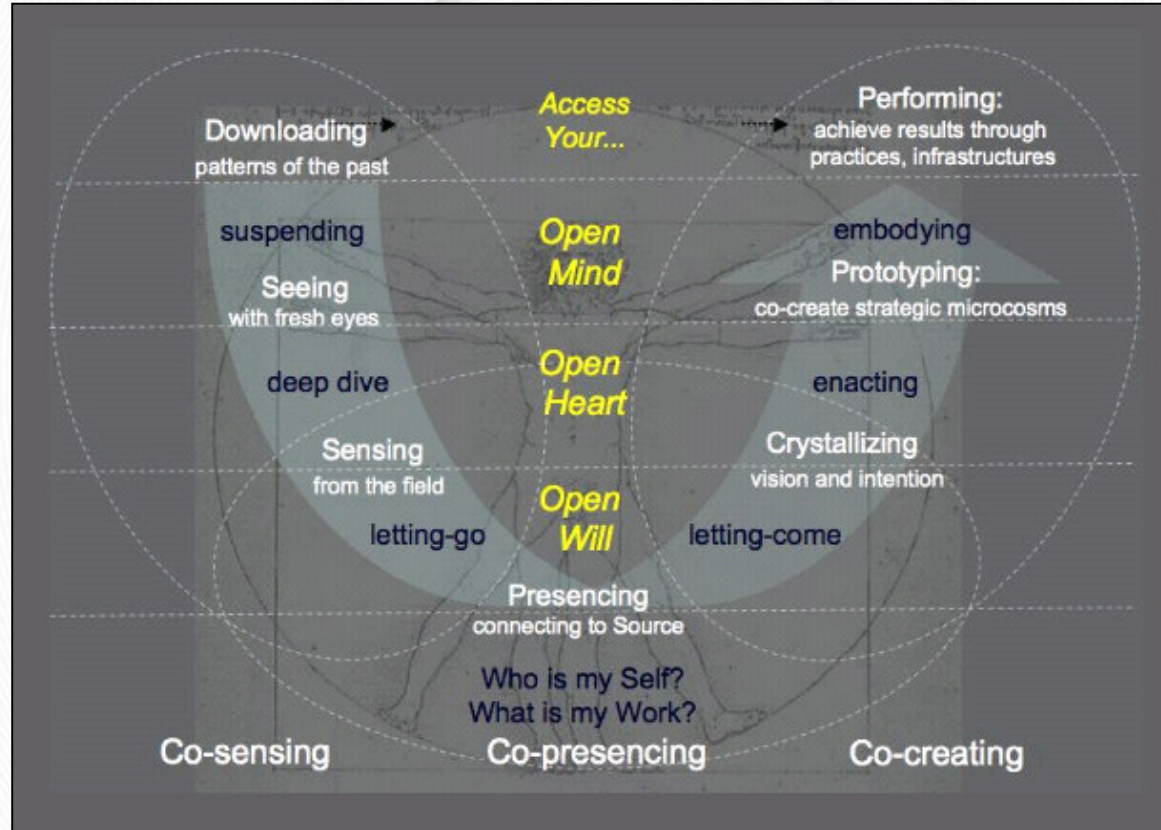 Access
Your...
Downloading
patterns of the past
Performing:
achieve results through
practices, infrastructures
suspending
Open
Mind
embodying
Seeing
with fresh eyes
Prototyping:
co-create strategic microcosms
deep dive
Open
Heart
enacting
Sensing
from the field
Crystallizing
vision and intention
letting-go
Open
Will
letting-come
Presencing
connecting to Source
Who is my Self?
What is my Work?
Co-sensing
Co-presencing
Co-creating